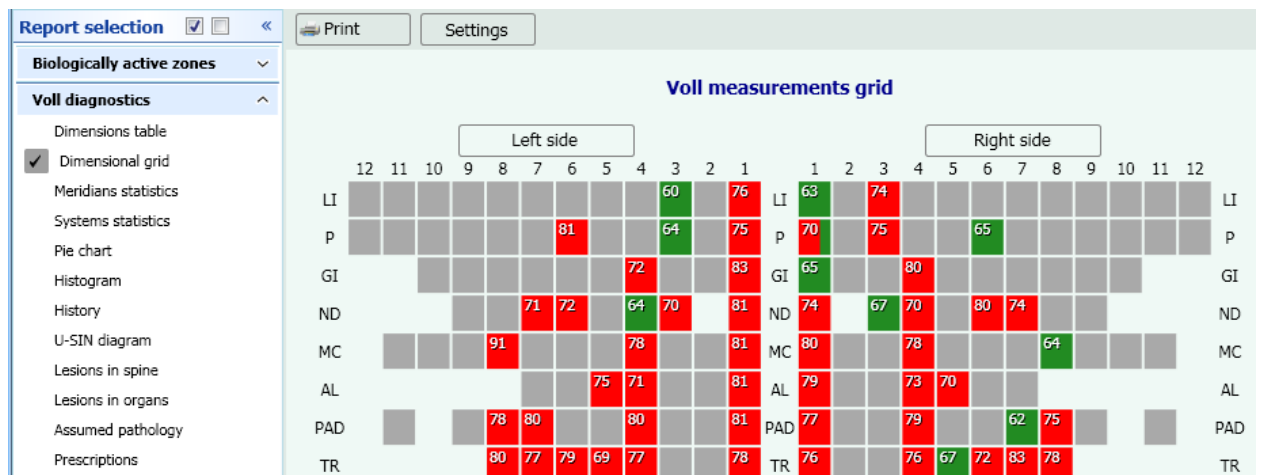 Report selection «
Print
Settings
Biologically active zones
Voll diagnostics
Dimensions table
Dimensional grid
Meridians statistics
Systems statistics
Pie chart
Histogram
History
U-SIN diagram
Lesions in spine
Lesions in organs
Assumed pathology
Prescriptions
Voll measurements grid
Left side Right side
12 11 10 9 8 7 6 5 4 3 2 1 1 2 3 4 5 6 7 8 9 10 11 12
LI 60 76 LI 63 74 LI
P 81 64 75 P 70 75 65 P
GI 72 83 GI 65 80 GI
ND 71 72 64 70 81 ND 74 67 70 80 74 ND
MC 91 78 81 MC 80 78 64 MC
AL 75 71 81 AL 79 73 70 AL
PAD 78 80 80 81 PAD 77 79 62 75 PAD
TR 80 77 79 69 77 78 TR 76 76 67 72 83 78 TR